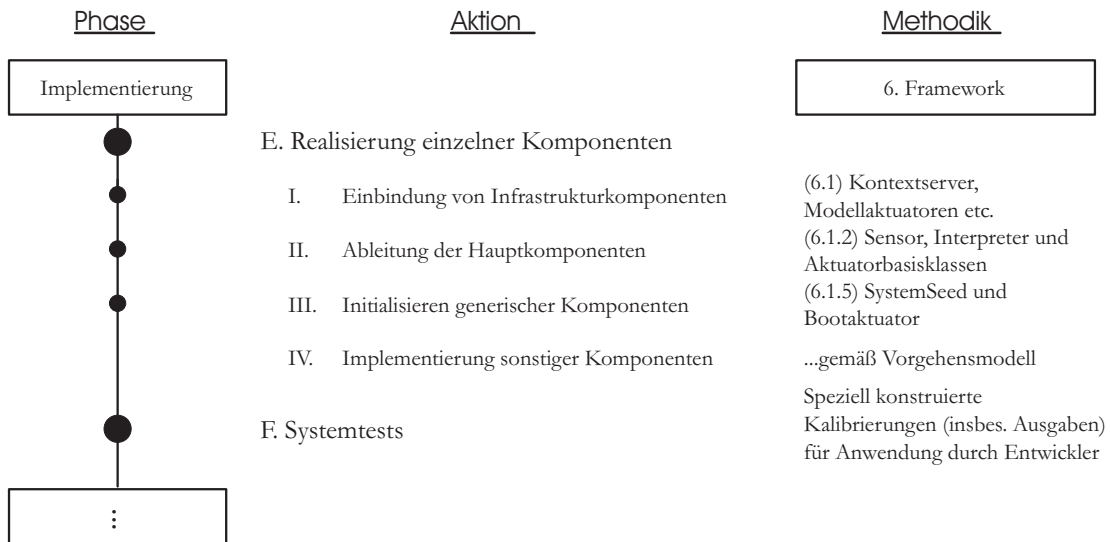 Phase Aktion Methodik
Implementierung 6. Framework
E. Realisierung einzelner Komponenten
I. Einbindung von Infrastrukturkomponenten
(6.1) Kontextserver,
Modellaktuatoren etc.
II. Ableitung der Hauptkomponenten
(6.1.2) Sensor, Interpreter und
Aktuatorbasisklassen
III. Initialisieren generischer Komponenten
(6.1.5) SystemSeed und
Bootaktuator
IV. Implementierung sonstiger Komponenten
...gemäß Vorgehensmodell
F. Systemtests
Speziell konstruierte
Kalibrierungen (insbes. Ausgaben)
für Anwendung durch Entwickler
...